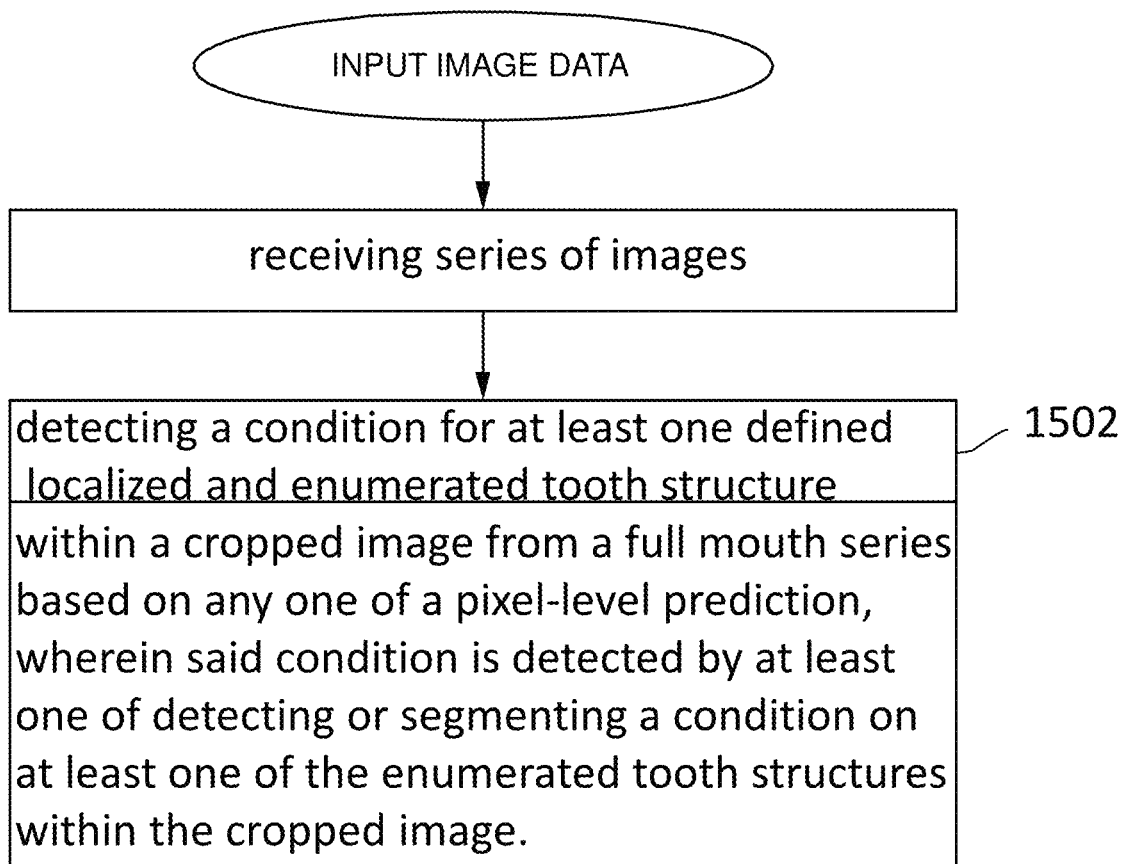 INPUT IMAGE DATA
receiving series of images
detecting a condition for at least one defined
localized and enumerated tooth structure
1502
within a cropped image from a full mouth series
based on any one of a pixel-level prediction,
wherein said condition is detected by at least
one of detecting or segmenting a condition on
at least one of the enumerated tooth structures
within the cropped image.